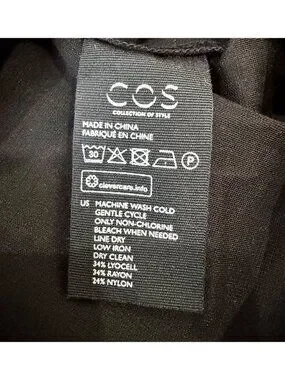 COS
COLLECTION OF STYLE
MADE IN CHINA
FABRIQUÉ EN CHINE
30 P
clevercare.info
US MACHINE WASH COLD
GENTLE CYCLE
ONLY NON-CHLORINE
BLEACH WHEN NEEDED
LINE DRY
LOW IRON
DRY CLEAN
34% LYOCELL
34% RAYON
24% NYLON